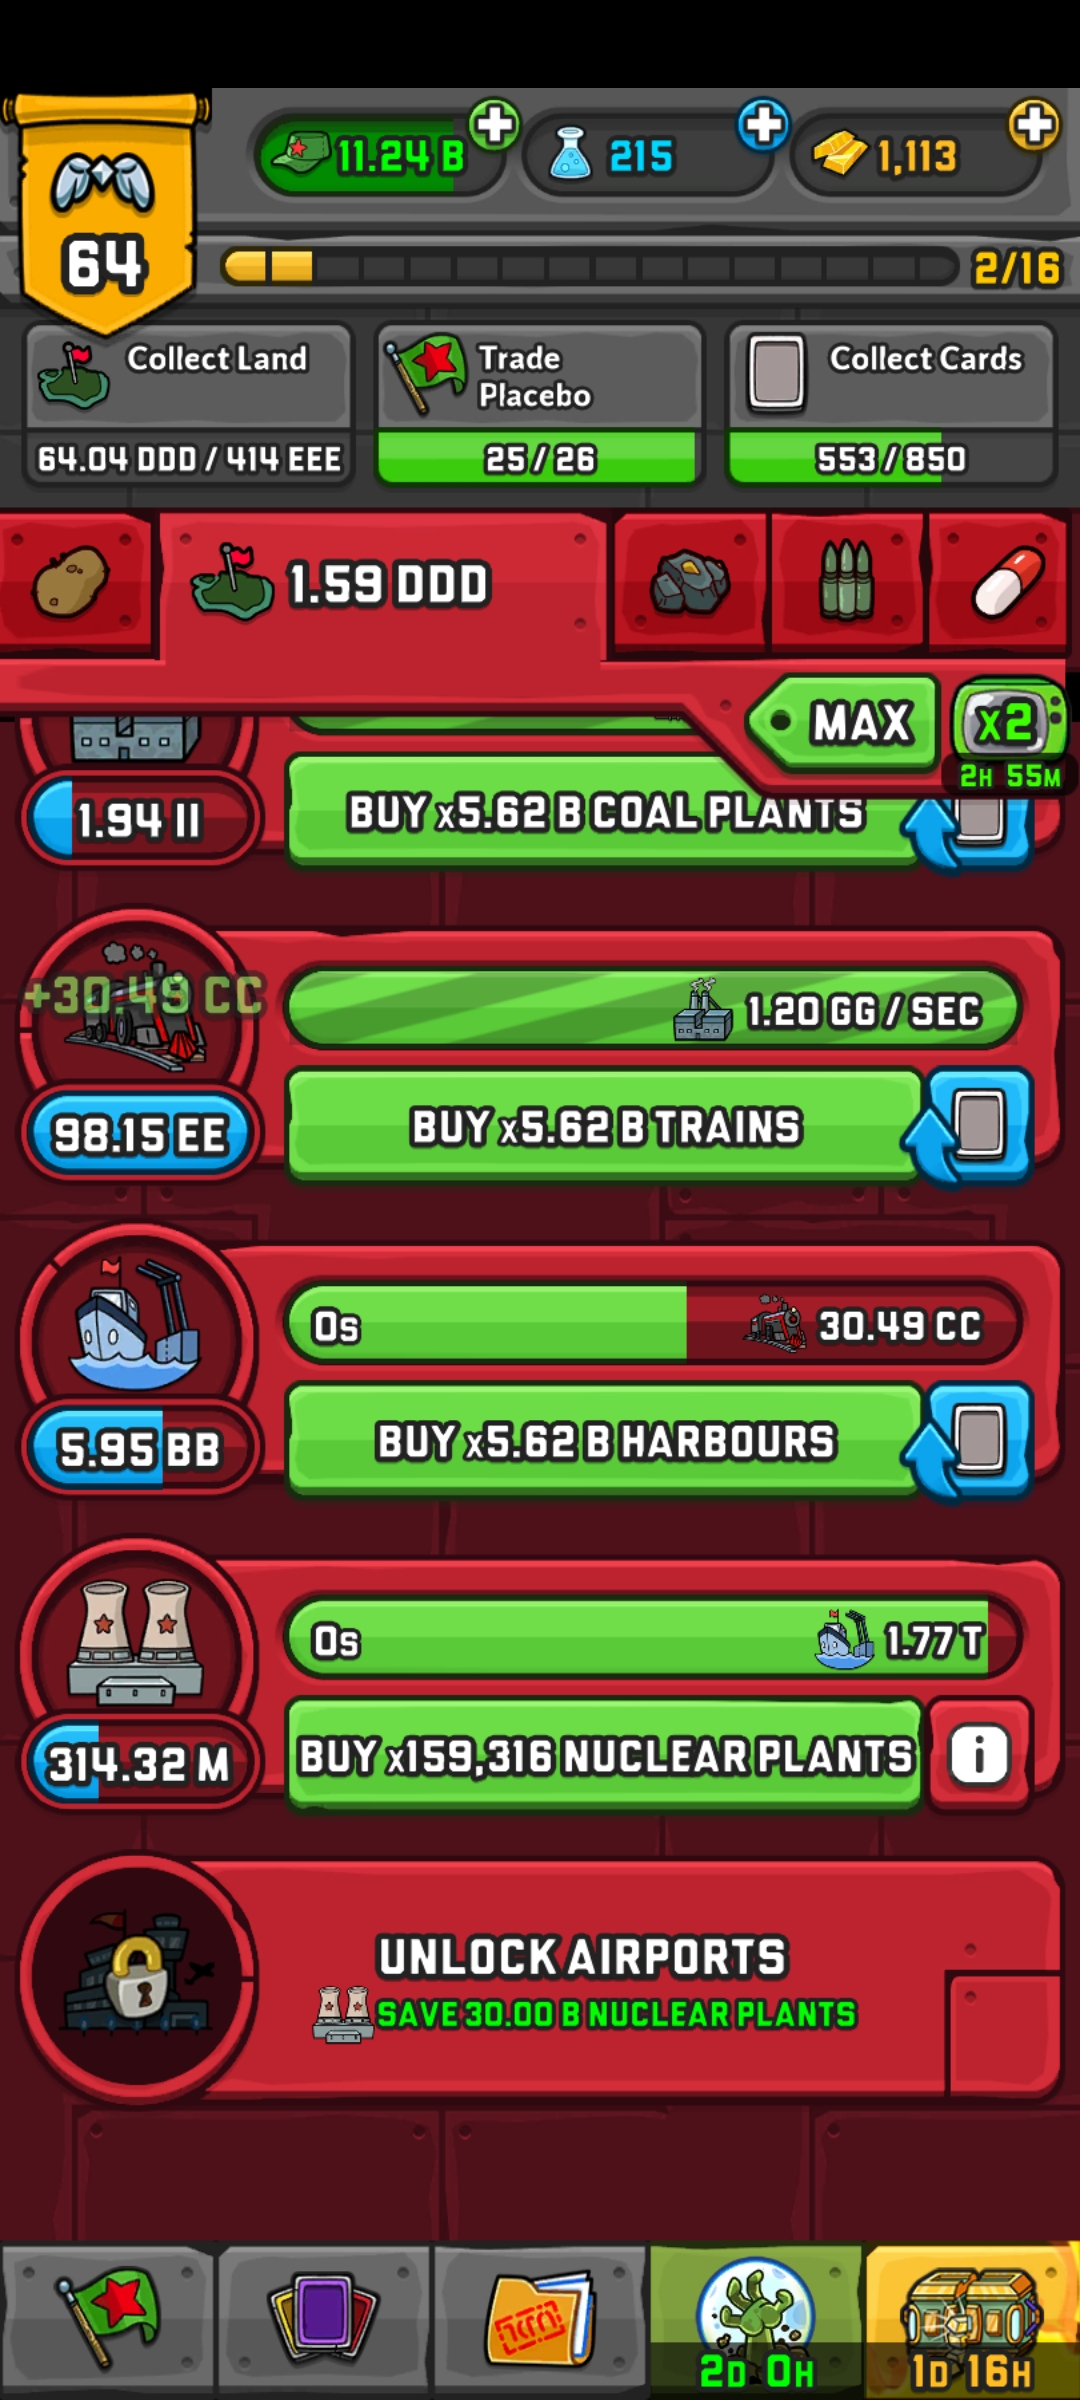 11.24 B
215
1,113
64
2/16
Collect Land
64.04 DDD / 414 EEE
Trade
Placebo
25 / 26
Collect Cards
553 / 850
1.59 DDD
MAX
x2
2H 55M
1.94 II
BUY x5.62 B COAL PLANTS
+30.49 CC
1.20 GG / SEC
98.15 EE
BUY x5.62 B TRAINS
0s
30.49 CC
5.95 BB
BUY x5.62 B HARBOURS
0s
1.77 T
314.32 M
BUY x159,316 NUCLEAR PLANTS
i
UNLOCK AIRPORTS
SAVE 30.00 B NUCLEAR PLANTS
2D 0H
1D 16H